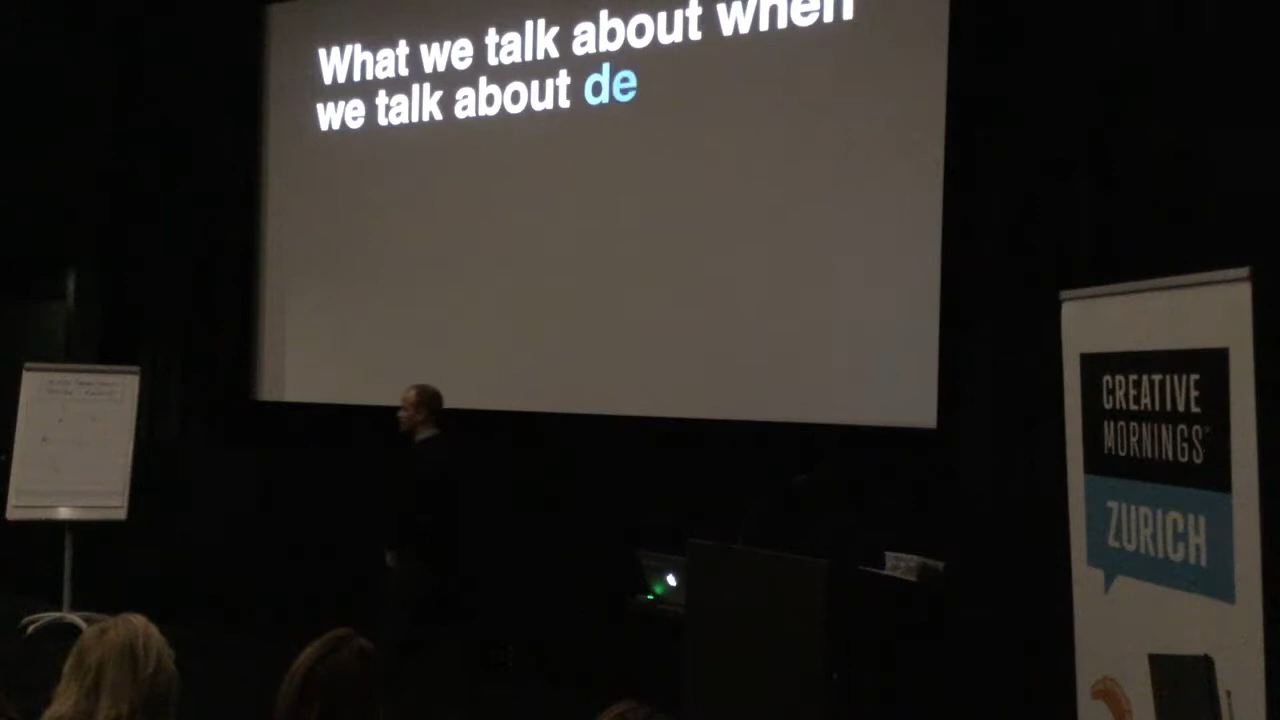 What we talk about when
we talk about de
CREATIVE
MORNINGS
ZURICH